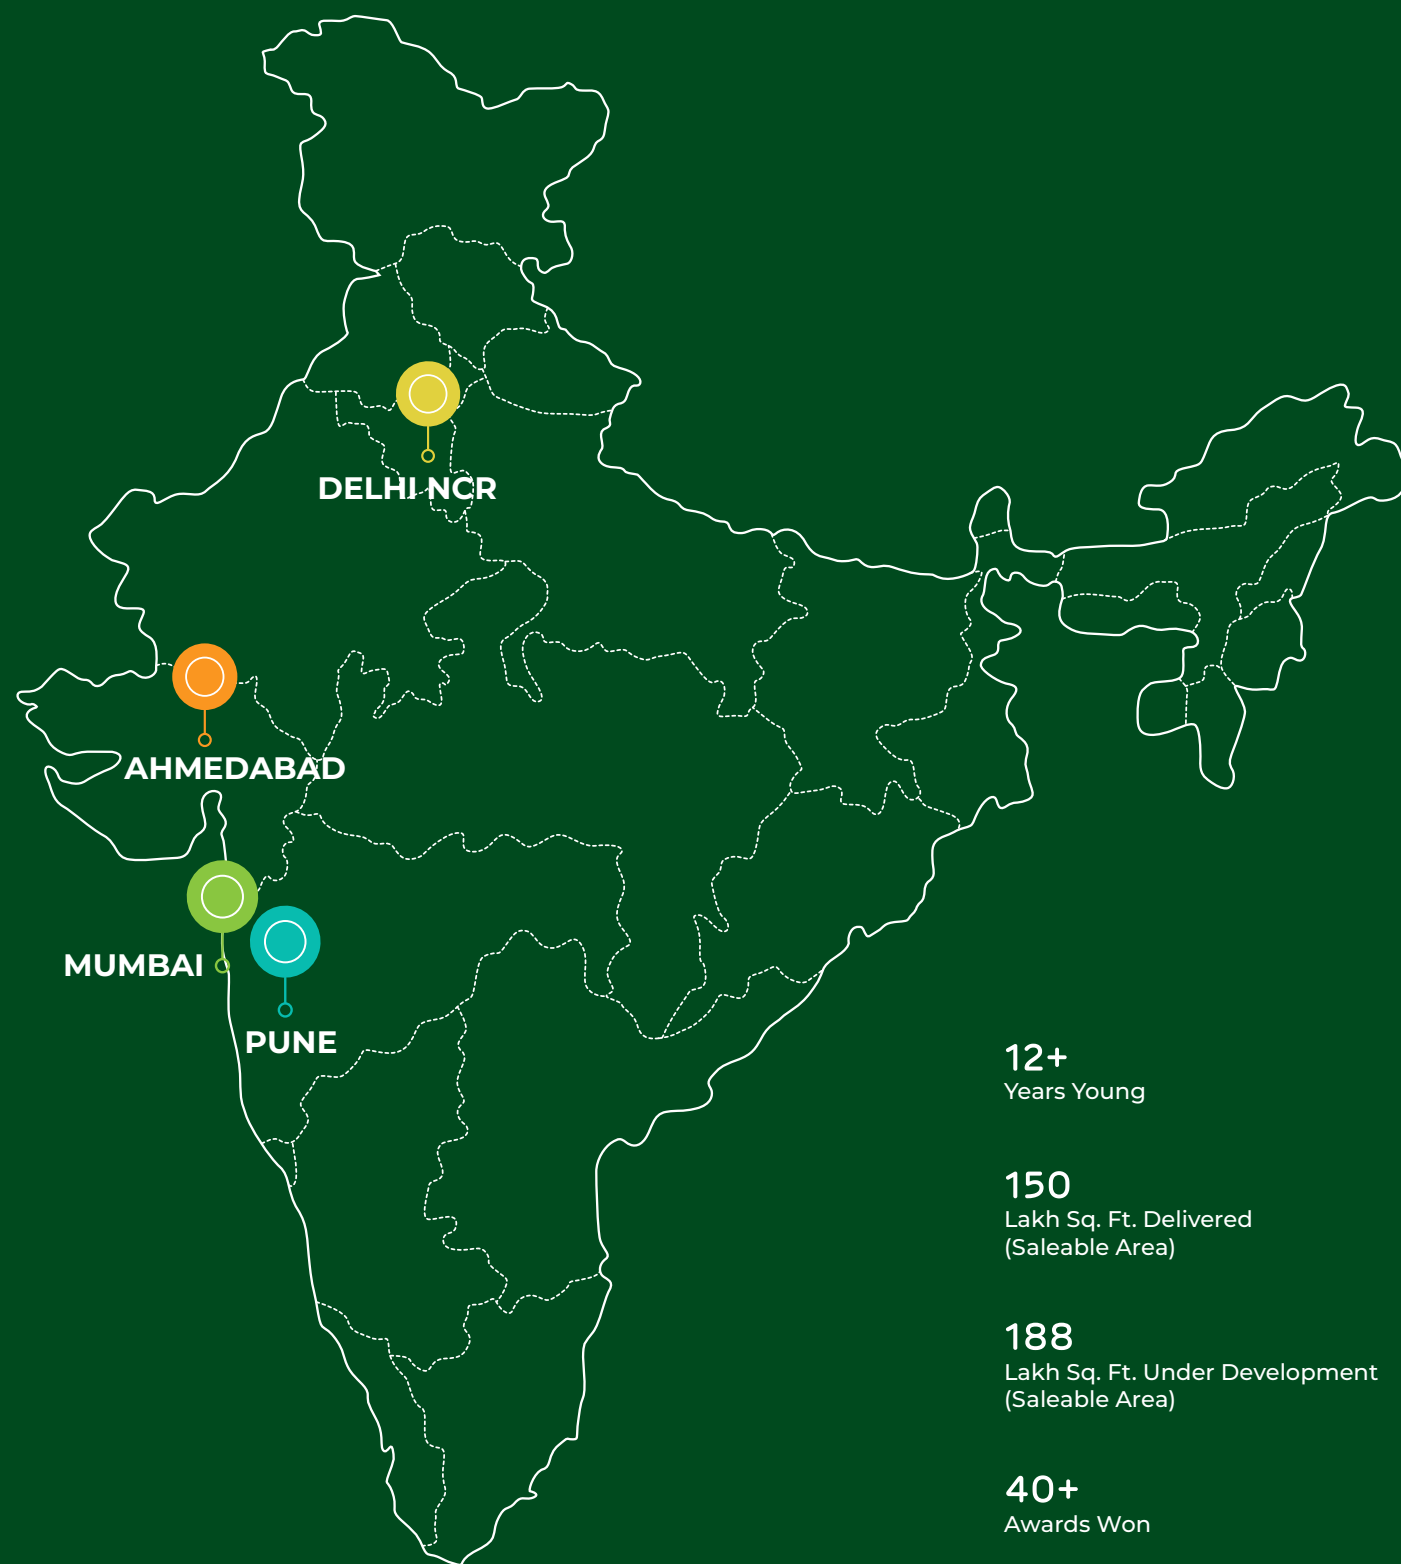 DELHI NCR
AHMEDABAD
MUMBAI
PUNE
12+
Years Young
150
Lakh Sq. Ft. Delivered
(Saleable Area)
188
Lakh Sq. Ft. Under Development
(Saleable Area)
40+
Awards Won